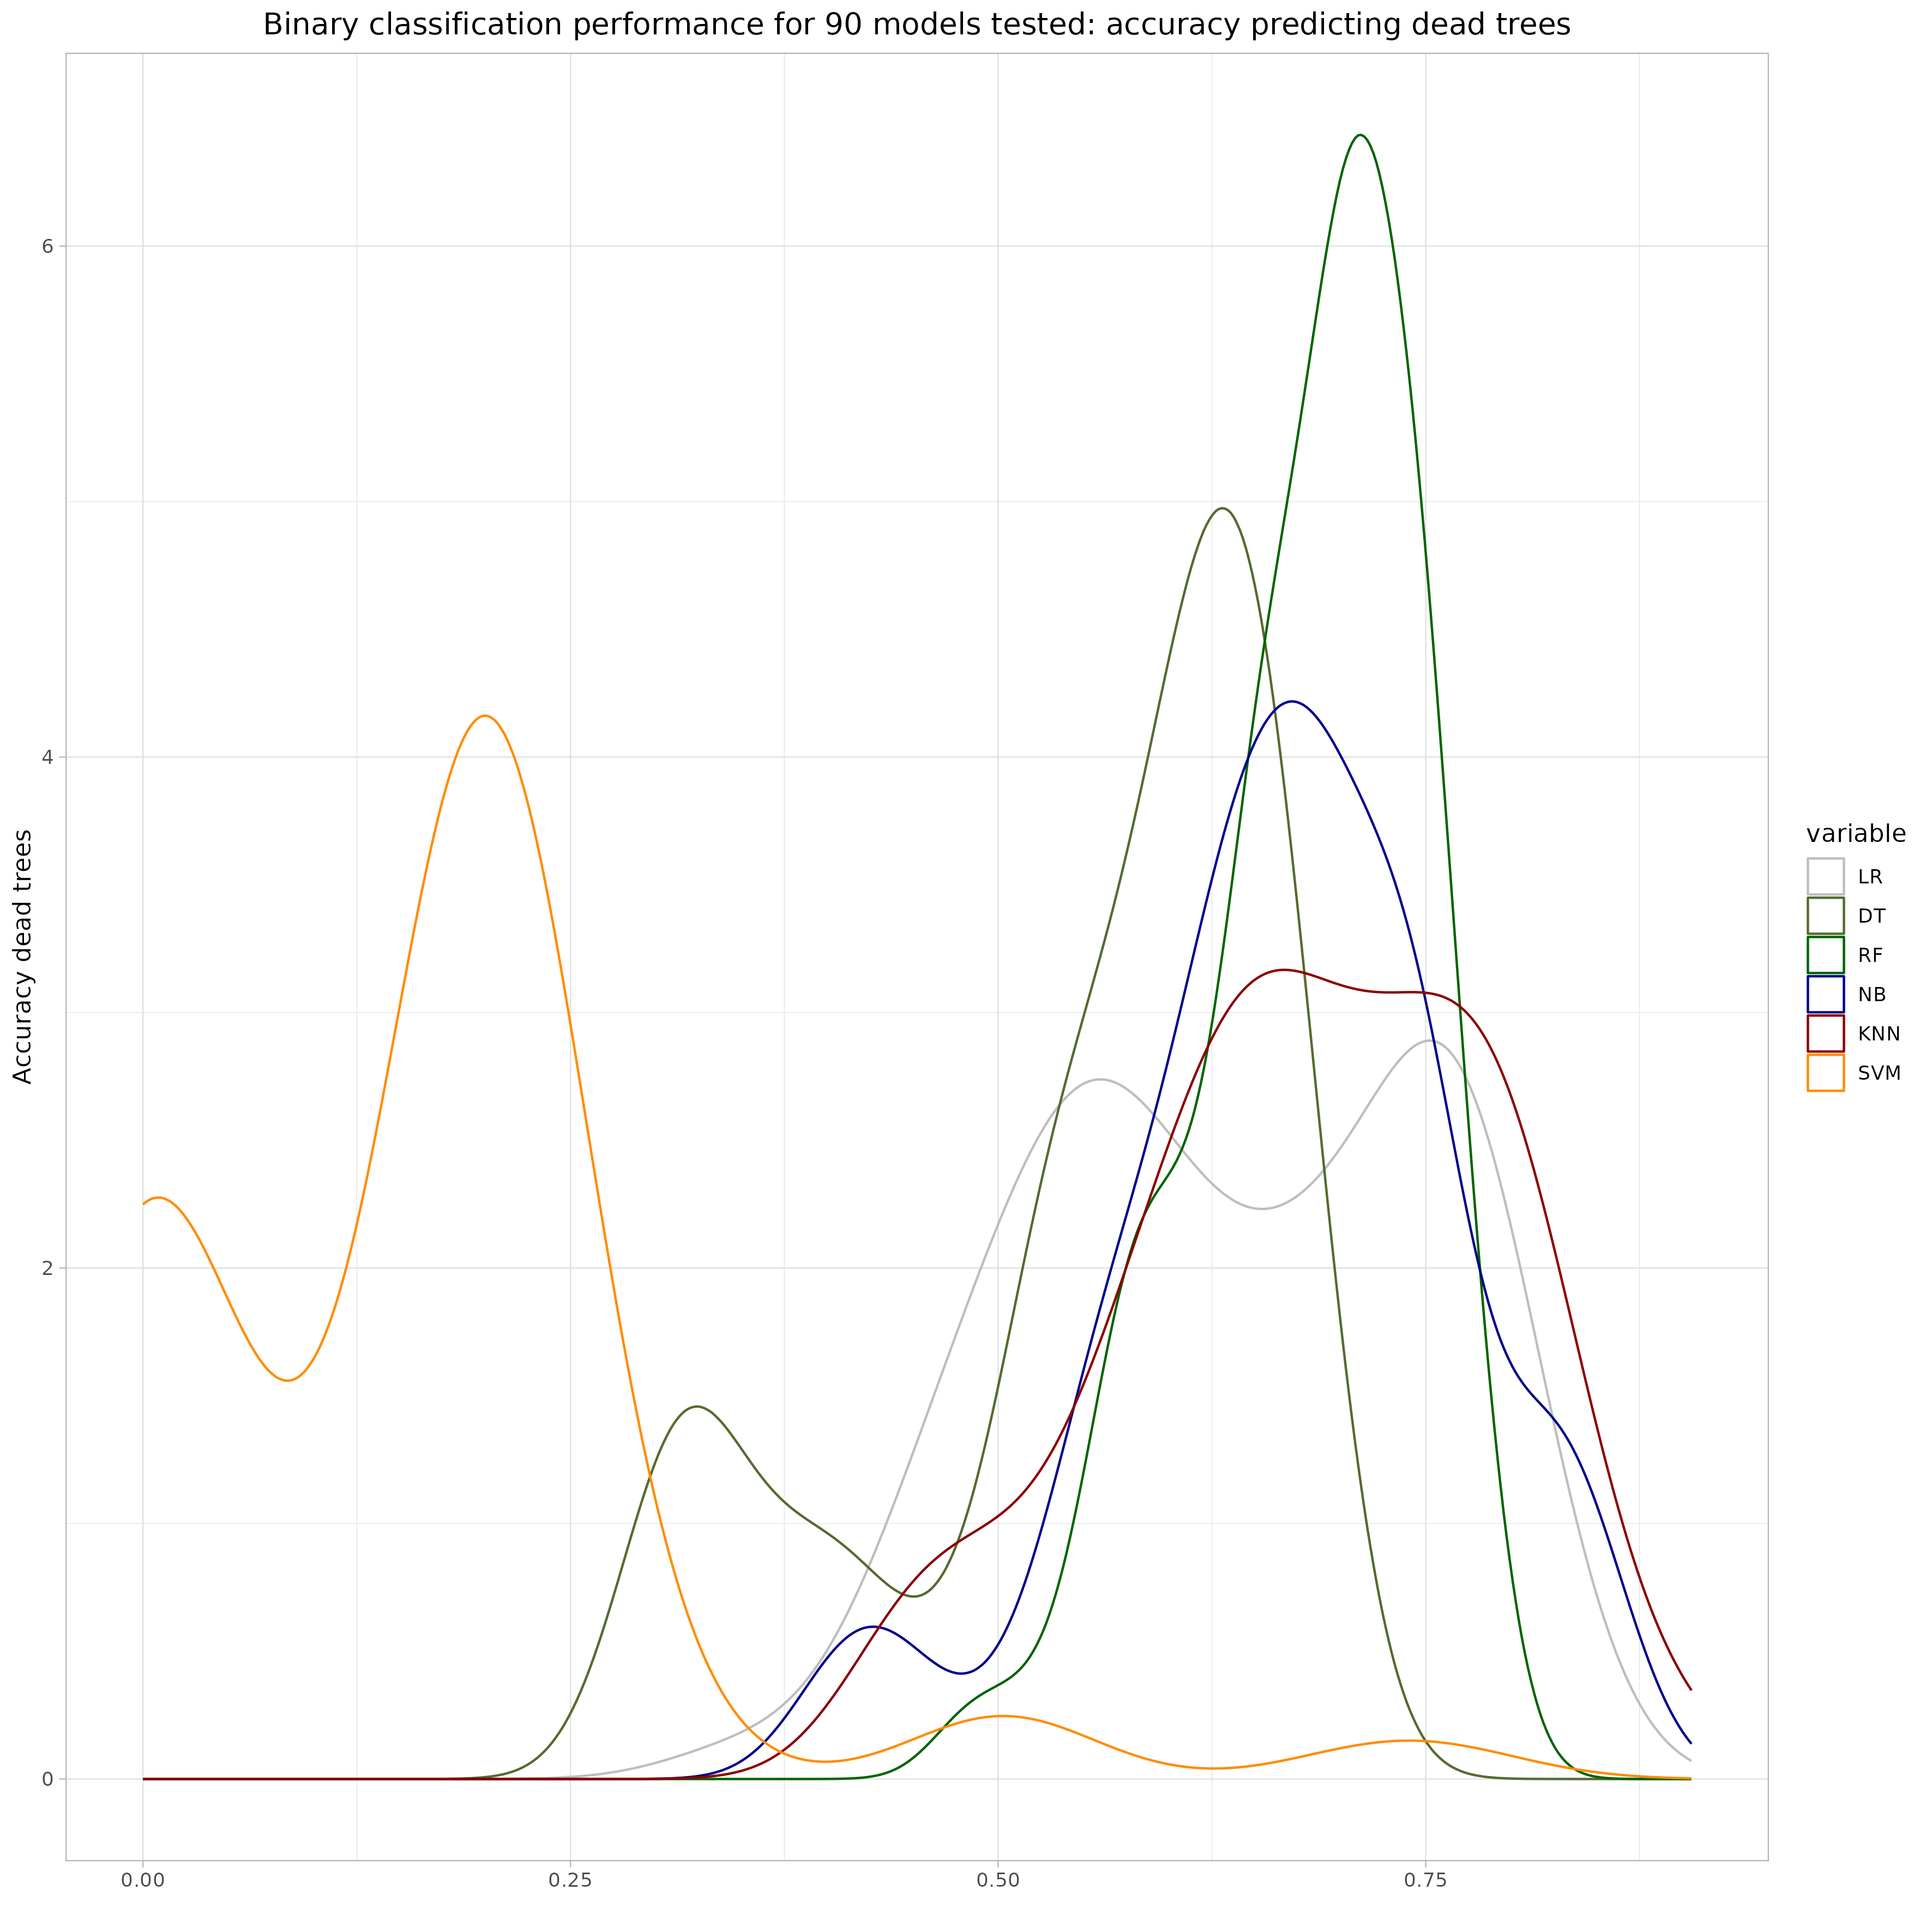 Binary classification performance for 90 models tested: accuracy predicting dead trees
Accuracy dead trees
6
4
2
0
0.00
0.25
0.50
0.75
variable
LR
DT
RF
NB
KNN
SVM